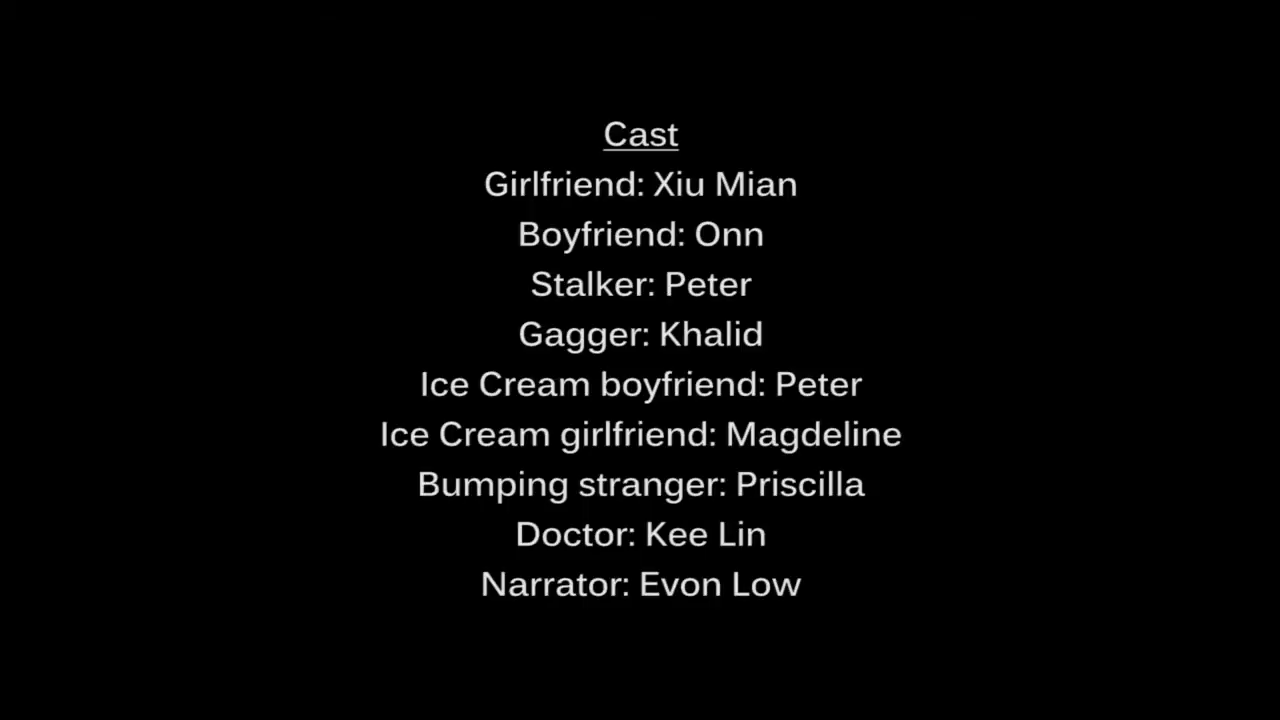 Cast
Girlfriend: Xiu Mian
Boyfriend: Onn
Stalker: Peter
Gagger: Khalid
Ice Cream boyfriend: Peter
Ice Cream girlfriend: Magdeline
Bumping stranger: Priscilla
Doctor: Kee Lin
Narrator: Evon Low